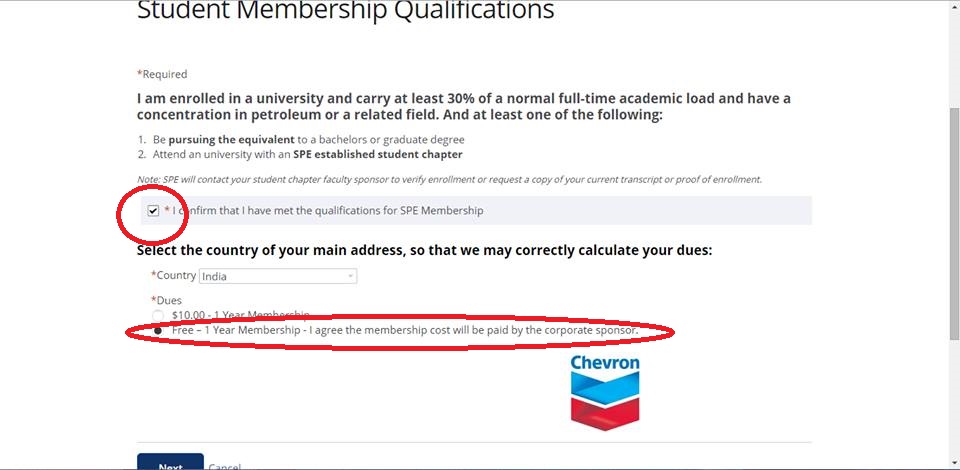 Student Membership Qualifications
*Required
I am enrolled in a university and carry at least 30% of a normal full-time academic load and have a
concentration in petroleum or a related field. And at least one of the following:
1. Be pursuing the equivalent to a bachelors or graduate degree
2. Attend an university with an SPE established student chapter
Note: SPE will contact your student chapter faculty sponsor to verify enrollment or request a copy of your current transcript or proof of enrollment.
* I confirm that I have met the qualifications for SPE Membership
Select the country of your main address, so that we may correctly calculate your dues:
*Country India
*Dues
$10.00 - 1 Year Membership
Free – 1 Year Membership - I agree the membership cost will be paid by the corporate sponsor.
Chevron
Next Cancel